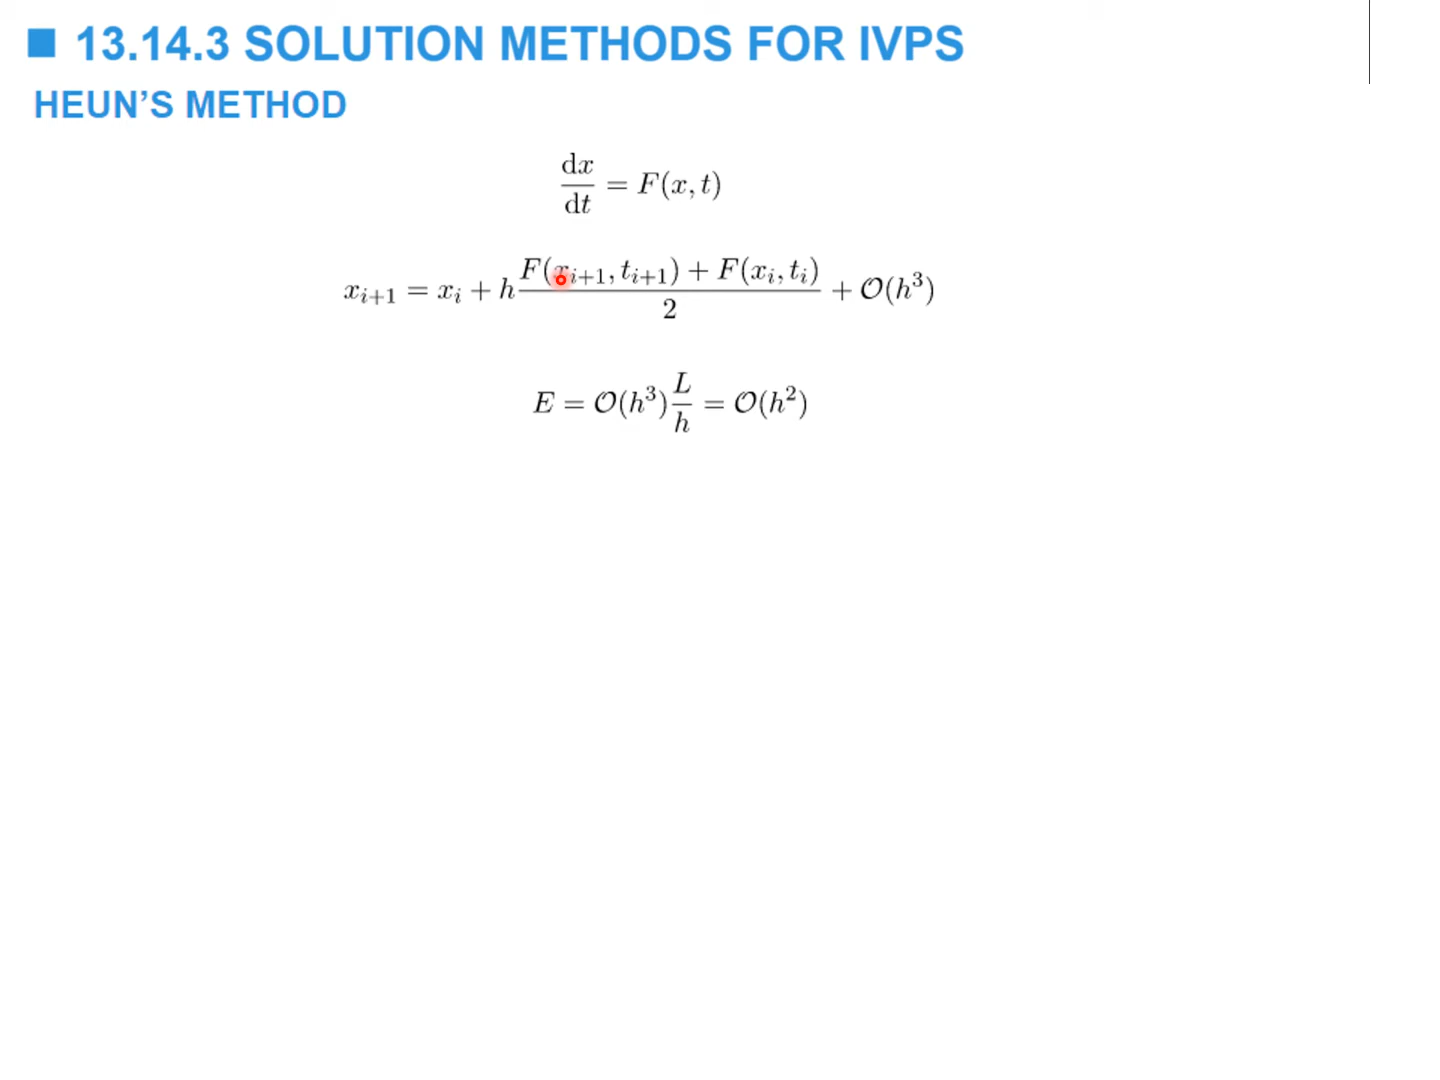 13.14.3 SOLUTION METHODS FOR IVPS
HEUN'S METHOD
dx/dt = F(x, t)
x_{i+1} = x_i + h (F(x_{i+1}, t_{i+1}) + F(x_i, t_i))/2 + O(h^3)
E = O(h^3) L/h = O(h^2)